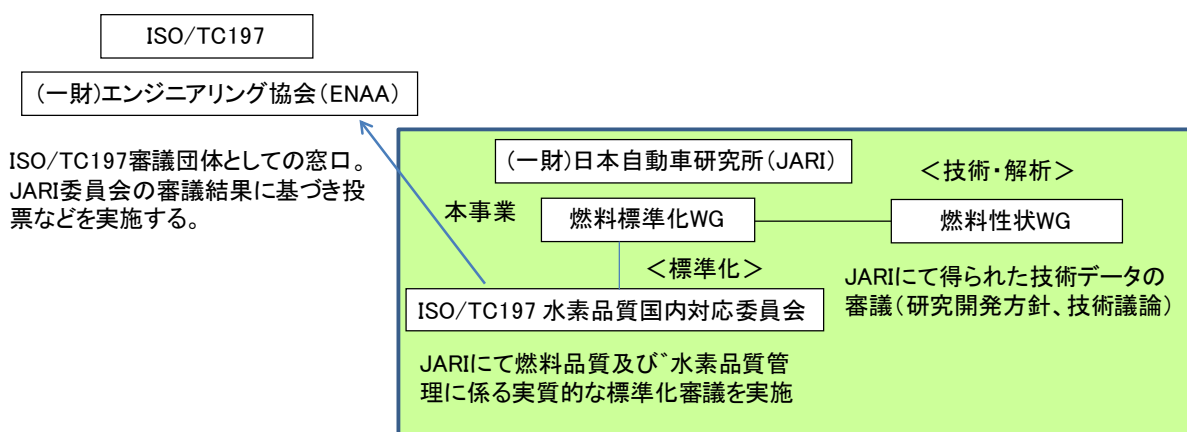 ISO/TC197
(一財)エンジニアリング協会(ENAA)
ISO/TC197審議団体としての窓口。
JARI委員会の審議結果に基づき投
票などを実施する。
(一財)日本自動車研究所(JARI)
<技術・解析>
本事業
燃料標準化WG
燃料性状WG
<標準化>
JARIにて得られた技術データの
審議(研究開発方針、技術議論)
ISO/TC197 水素品質国内対応委員会
JARIにて燃料品質及び゛水素品質管
理に係る実質的な標準化審議を実施